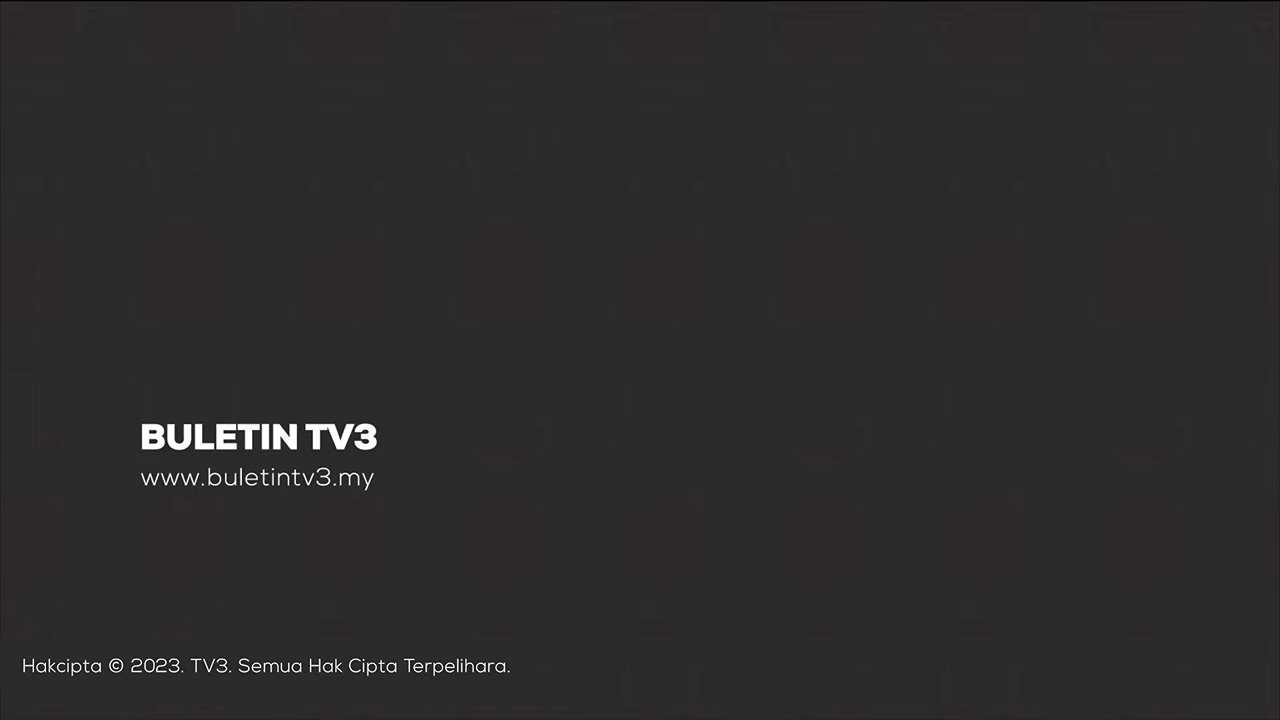 BULETIN TV3
www.buletintv3.my
Hakcipta © 2023. TV3. Semua Hak Cipta Terpelihara.